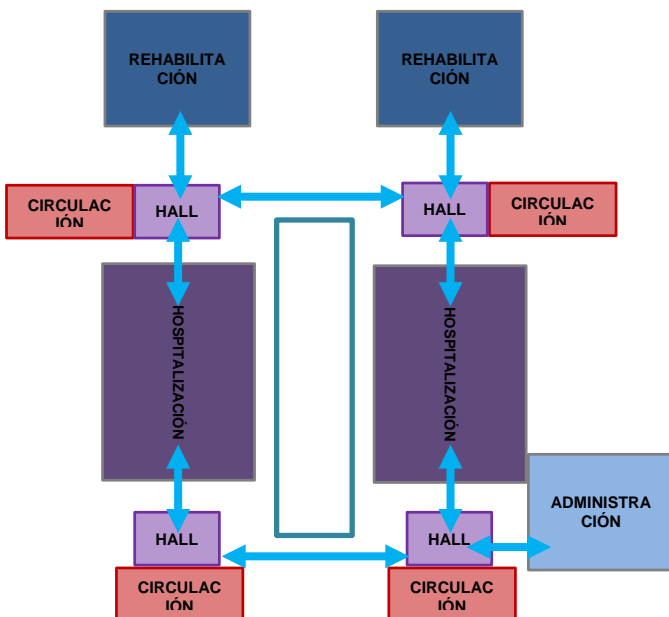 REHABILITA
CIÓN
REHABILITA
CIÓN
CIRCULAC
IÓN
HALL
HALL
CIRCULAC
IÓN
HOSPITALIZACIÓN
HOSPITALIZACIÓN
ADMINISTRA
CIÓN
HALL
HALL
CIRCULAC
IÓN
CIRCULAC
IÓN